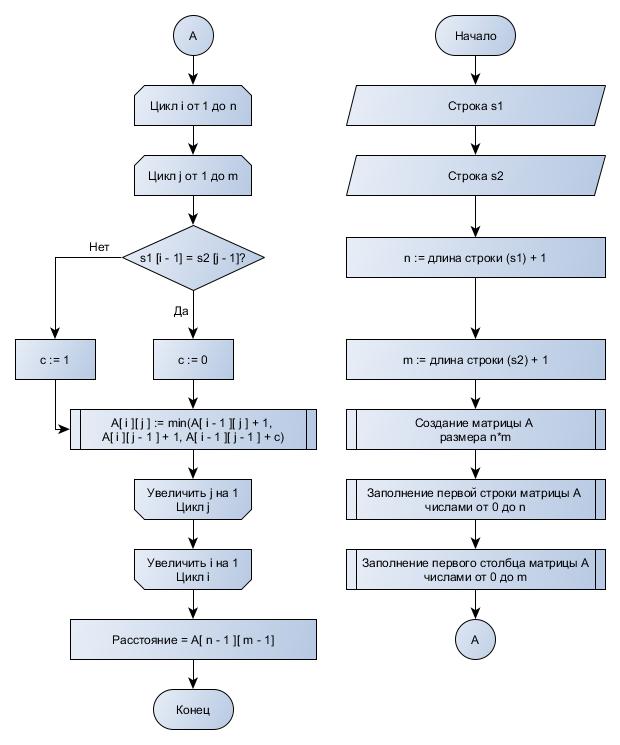 А
Цикл i от 1 до n
Цикл j от 1 до m
s1 [i - 1] = s2 [j - 1]?
Нет
Да
c := 1
c := 0
A[ i ][ j ] := min(A[ i - 1 ][ j ] + 1,
A[ i ][ j - 1 ] + 1, A[ i - 1 ][ j - 1 ] + c)
Увеличить j на 1
Цикл j
Увеличить i на 1
Цикл i
Расстояние = A[ n - 1 ][ m - 1]
Конец
Начало
Строка s1
Строка s2
n := длина строки (s1) + 1
m := длина строки (s2) + 1
Создание матрицы А
размера n*m
Заполнение первой строки матрицы А
числами от 0 до n
Заполнение первого столбца матрицы А
числами от 0 до m
А